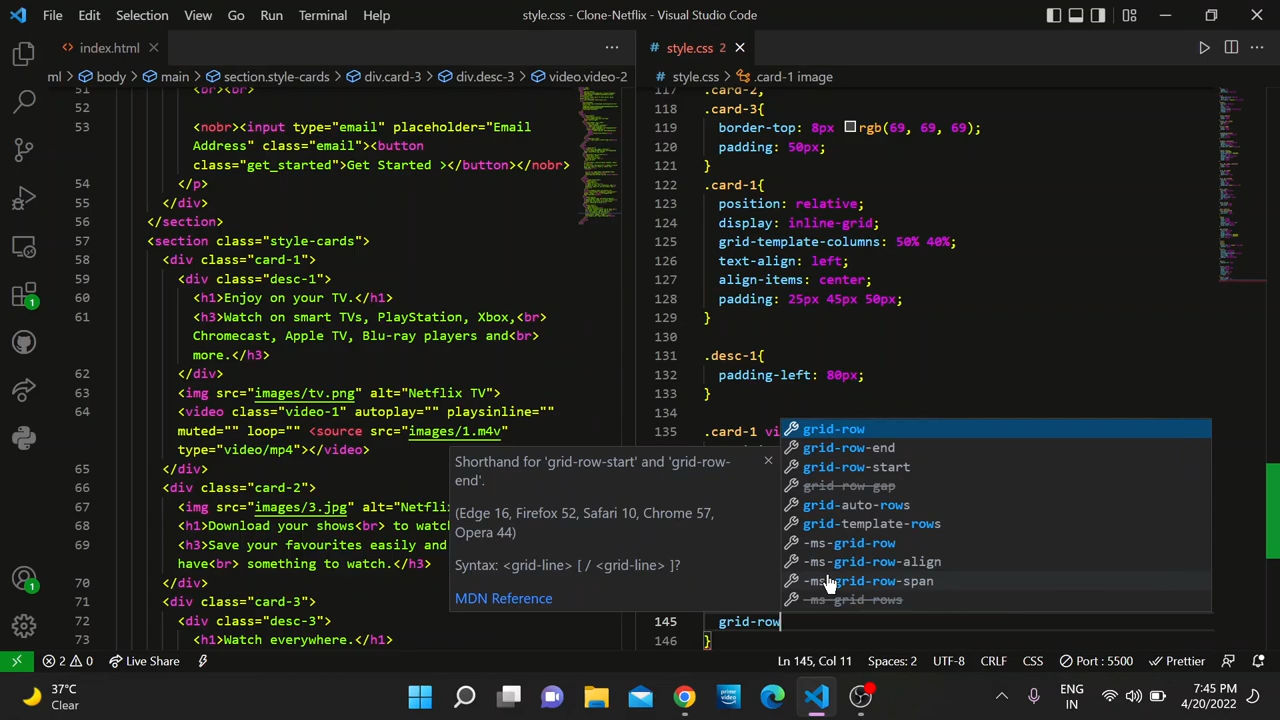 File Edit Selection View Go Run Terminal Help style.css - Clone-Netflix - Visual Studio Code
index.html
ml > body > main > section.style-cards > div.card-3 > div.desc-3 > video.video-2
51 <br><br>
52
53 <nobr><input type="email" placeholder="Email
Address" class="email"><button
class="get_started">Get Started ></button></nobr>
54 </p>
55 </div>
56 </section>
57 <section class="style-cards">
58 <div class="card-1">
59 <div class="desc-1">
60 <h1>Enjoy on your TV.</h1>
61 <h3>Watch on smart TVs, PlayStation, Xbox,<br>
Chromecast, Apple TV, Blu-ray players and<br>
more.</h3>
62 </div>
63 <img src="images/tv.png" alt="Netflix TV">
64 <video class="video-1" autoplay="" playsinline=""
muted="" loop="" <source src="images/1.m4v"
type="video/mp4"></video>
65 </div>
66 <div class="card-2">
67 <img src="images/3.jpg" alt="Netfli
68 <h1>Download your shows<br> to watc
69 <h3>Save your favourites easily and
have<br> something to watch.</h3>
70 </div>
71 <div class="card-3">
72 <div class="desc-3">
73 <h1>Watch everywhere.</h1>
style.css 2
style.css > .card-1 image
117 .card-2,
118 .card-3{
119 border-top: 8px rgb(69, 69, 69);
120 padding: 50px;
121 }
122 .card-1{
123 position: relative;
124 display: inline-grid;
125 grid-template-columns: 50% 40%;
126 text-align: left;
127 align-items: center;
128 padding: 25px 45px 50px;
129 }
130
131 .desc-1{
132 padding-left: 80px;
133 }
134
135 .card-1 vi
145 grid-row
146 }
grid-row
grid-row-end
grid-row-start
grid-row-gap
grid-auto-rows
grid-template-rows
-ms-grid-row
-ms-grid-row-align
-ms-grid-row-span
-ms-grid-rows
Shorthand for 'grid-row-start' and 'grid-row-
end'.
(Edge 16, Firefox 52, Safari 10, Chrome 57,
Opera 44)
Syntax: <grid-line> [ / <grid-line> ]?
MDN Reference
1
1
2 0 Live Share Ln 145, Col 11 Spaces: 2 UTF-8 CRLF CSS Port : 5500 Prettier
37°C
Clear
prime video
ENG
IN
7:45 PM
4/20/2022